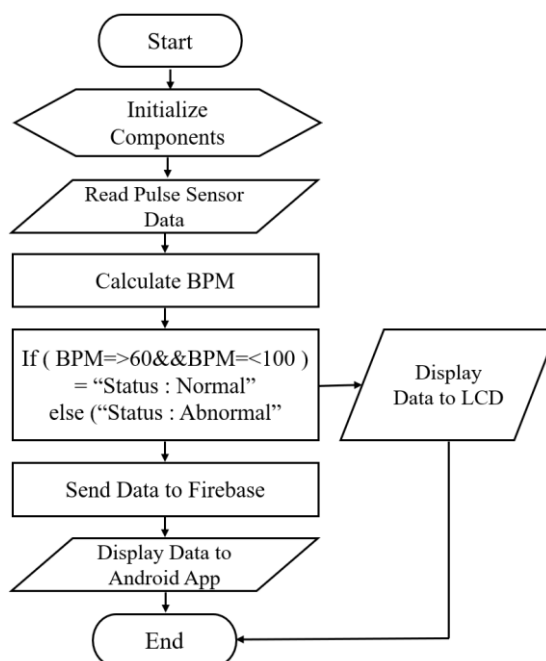 Start
Initialize
Components
Read Pulse Sensor
Data
Calculate BPM
If ( BPM=>60&&BPM=<100 )
= “Status : Normal”
else (“Status : Abnormal”
Display
Data to LCD
Send Data to Firebase
Display Data to
Android App
End